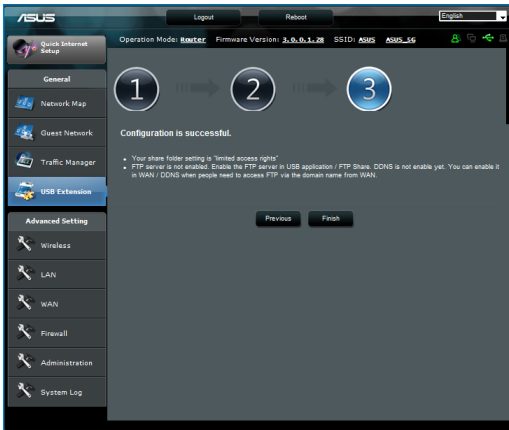 ASUS
Logout
Reboot
English
Quick Internet
Setup
Operation Mode: Router Firmware Version: 3.0.0.1.28 SSID: ASUS ASUS_5G
General
Network Map
Guest Network
Traffic Manager
USB Extension
Advanced Setting
Wireless
LAN
WAN
Firewall
Administration
System Log
1
2
3
Configuration is successful.
Your share folder setting is "limited access rights"
FTP server is not enabled. Enable the FTP server in USB application / FTP Share. DDNS is not enable yet. You can enable it
in WAN / DDNS when people need to access FTP via the domain name from WAN.
Previous
Finish